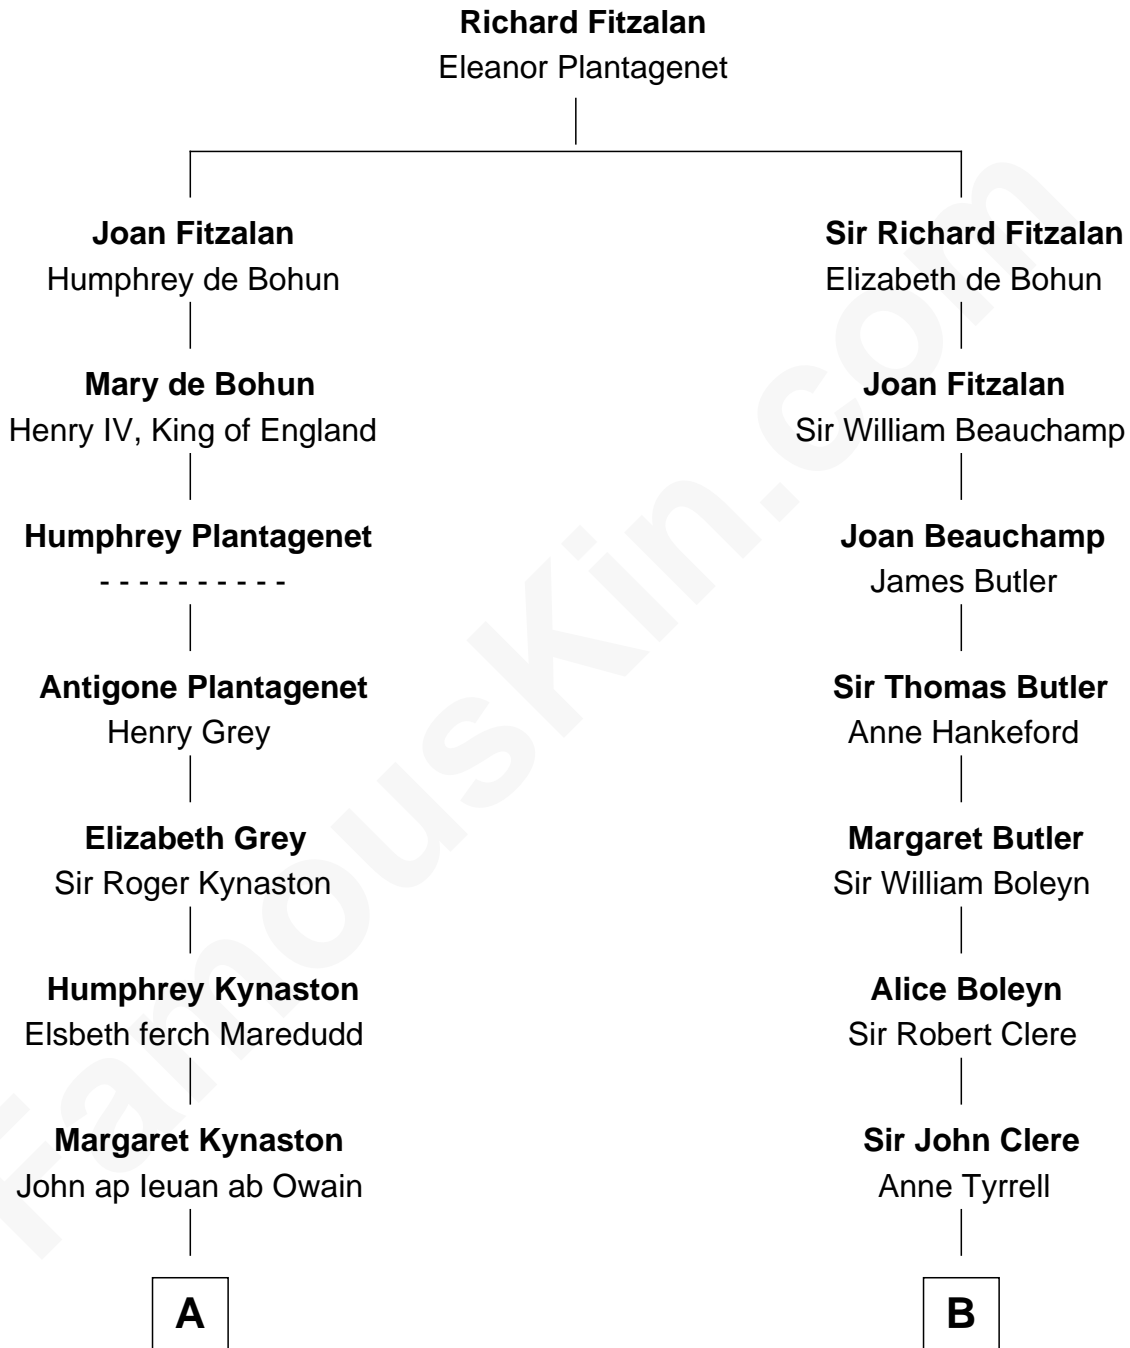 Richard Fitzalan
Eleanor Plantagenet
Joan Fitzalan
Humphrey de Bohun
Sir Richard Fitzalan
Elizabeth de Bohun
Mary de Bohun
Henry IV, King of England
Joan Fitzalan
Sir William Beauchamp
Humphrey Plantagenet
- - - - - - - - - -
Joan Beauchamp
James Butler
Antigone Plantagenet
Henry Grey
Sir Thomas Butler
Anne Hankeford
Elizabeth Grey
Sir Roger Kynaston
Margaret Butler
Sir William Boleyn
Humphrey Kynaston
Elsbeth ferch Maredudd
Alice Boleyn
Sir Robert Clere
Margaret Kynaston
John ap Ieuan ab Owain
Sir John Clere
Anne Tyrrell
A
B
FamousKin.com